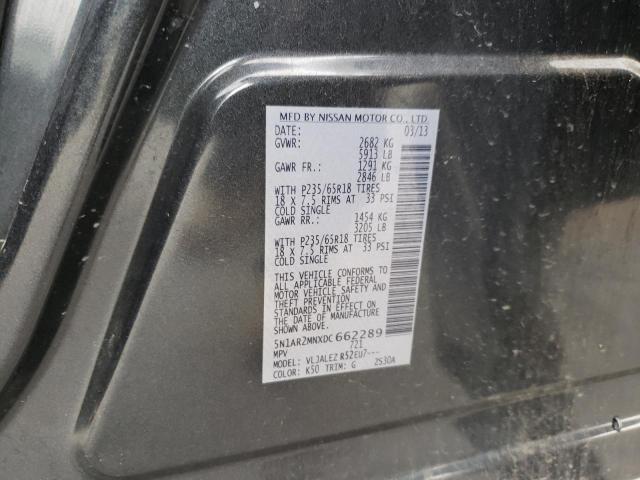 MFD BY NISSAN MOTOR CO., LTD.
DATE: 03/13
GVWR: 2682 KG
5913 LB
GAWR FR.: 1291 KG
2846 LB
WITH P235/65R18 TIRES
18 X 7.5 RIMS AT 33 PSI
COLD SINGLE
GAWR RR.: 1454 KG
3205 LB
WITH P235/65R18 TIRES
18 X 7.5 RIMS AT 33 PSI
COLD SINGLE
THIS VEHICLE CONFORMS TO
ALL APPLICABLE FEDERAL
MOTOR VEHICLE SAFETY AND
THEFT PREVENTION
STANDARDS IN EFFECT ON
THE DATE OF MANUFACTURE
SHOWN ABOVE.
5N1AR2MNXDC662289
MPV 721
MODEL: VLJALEZ R52EU7---
COLOR: K50 TRIM: G ZS30A